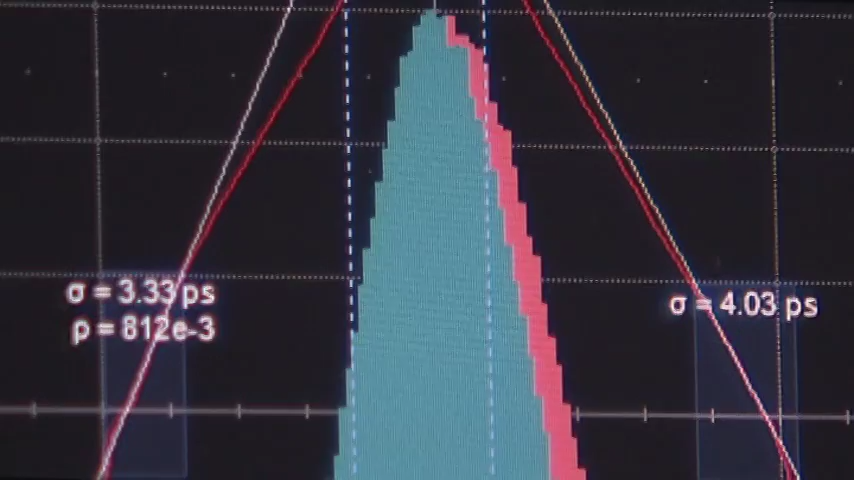 σ = 3.33 ps
ρ = 812e-3
σ = 4.03 ps